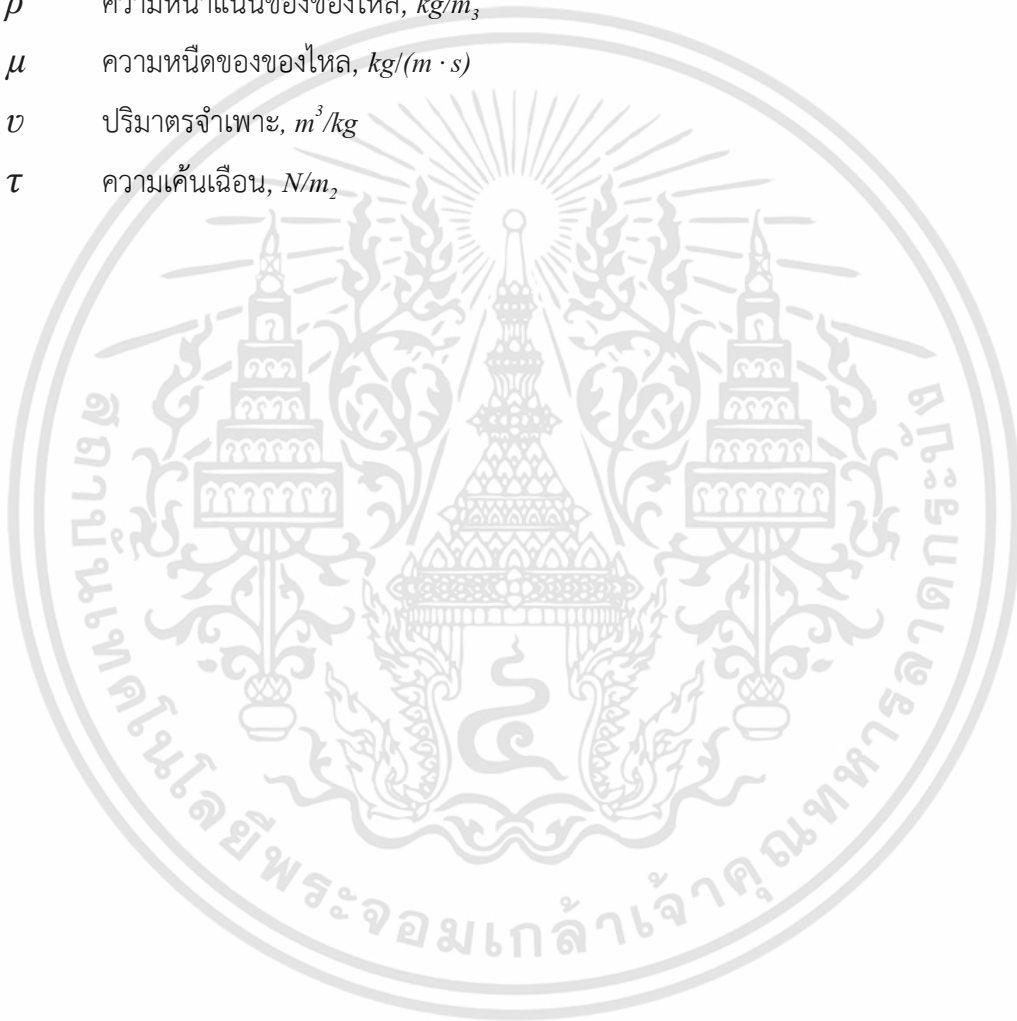 ρ ความหนาแน่นของของไหล, kg/m₃
μ ความหนืดของของไหล, kg/(m · s)
υ ปริมาตรจำเพาะ, m³/kg
τ ความเค้นเฉือน, N/m₂
๔
สถาบันเทคโนโลยีพระจอมเกล้าเจ้าคุณทหารลาดกระบัง